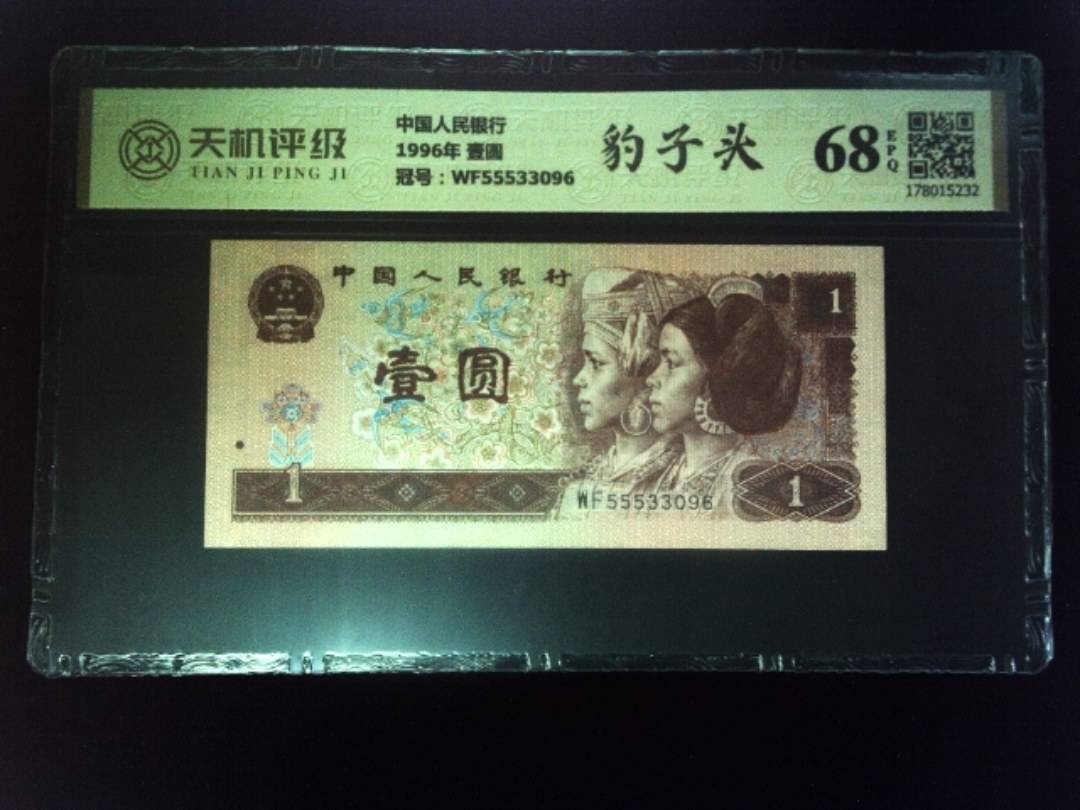 天机评级
TIAN JI PING JI
中国人民银行
1996年 壹圆
冠号：WF55533096
豹子头
68
EPQ
178015232
中国人民银行
1
壹圆
1
WF55533096
1